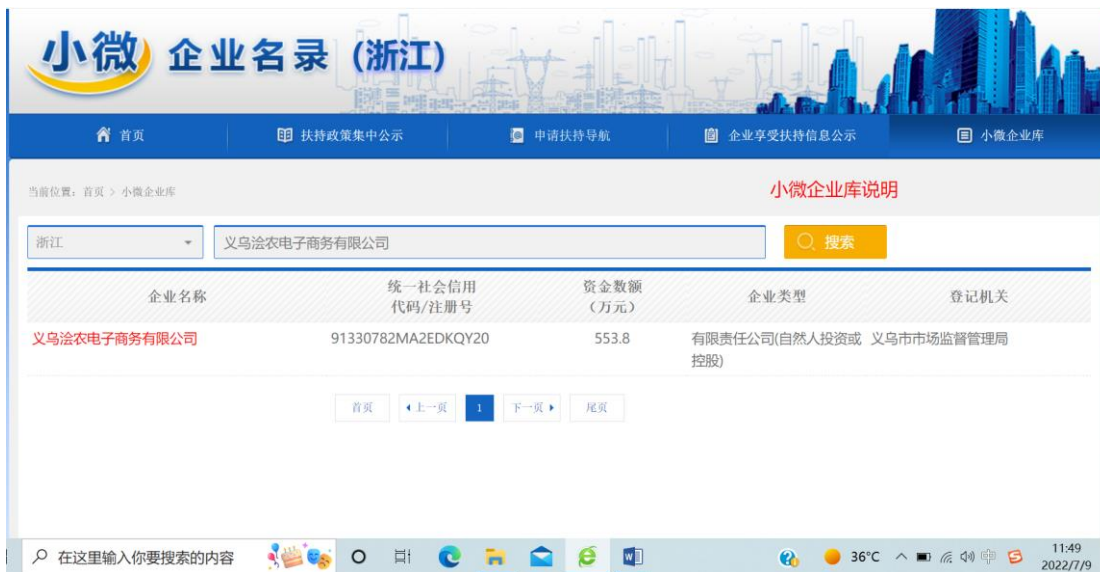 小微 企业名录（浙江）
首页
扶持政策集中公示
申请扶持导航
企业享受扶持信息公示
小微企业库
当前位置：首页 > 小微企业库
小微企业库说明
浙江
义乌浍农电子商务有限公司
搜索
企业名称
统一社会信用
代码/注册号
资金数额
（万元）
企业类型
登记机关
义乌浍农电子商务有限公司
91330782MA2EDKQY20
553.8
有限责任公司(自然人投资或
控股)
义乌市市场监督管理局
首页
上一页
1
下一页
尾页
在这里输入你要搜索的内容
36°C
中
11:49
2022/7/9